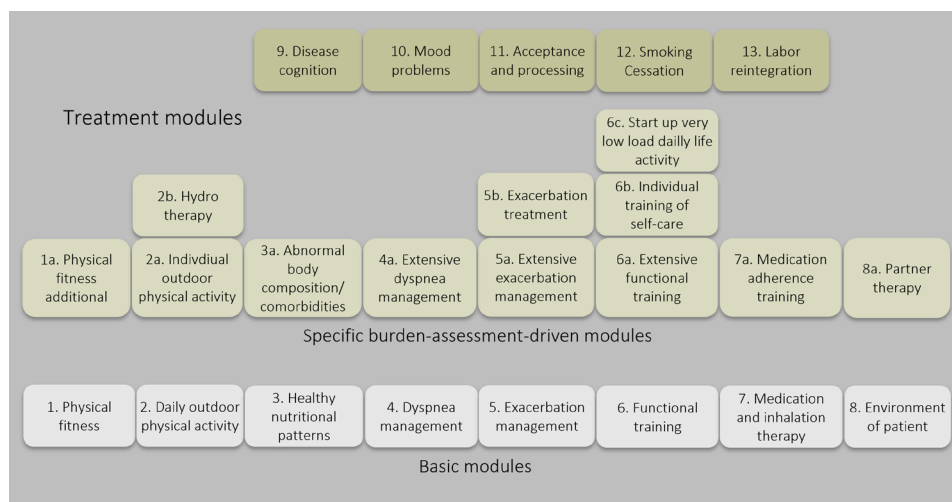 9. Disease
cognition
10. Mood
problems
11. Acceptance
and processing
12. Smoking
Cessation
13. Labor
reintegration
Treatment modules
6c. Start up very
low load dailly life
activity
2b. Hydro
therapy
5b. Exacerbation
treatment
6b. Individual
training of
self-care
1a. Physical
fitness
additional
2a. Indivdiual
outdoor
physical activity
3a. Abnormal
body
composition/
comorbidities
4a. Extensive
dyspnea
management
5a. Extensive
exacerbation
management
6a. Extensive
functional
training
7a. Medication
adherence
training
8a. Partner
therapy
Specific burden-assessment-driven modules
1. Physical
fitness
2. Daily outdoor
physical activity
3. Healthy
nutritional
patterns
4. Dyspnea
management
5. Exacerbation
management
6. Functional
training
7. Medication
and inhalation
therapy
8. Environment
of patient
Basic modules